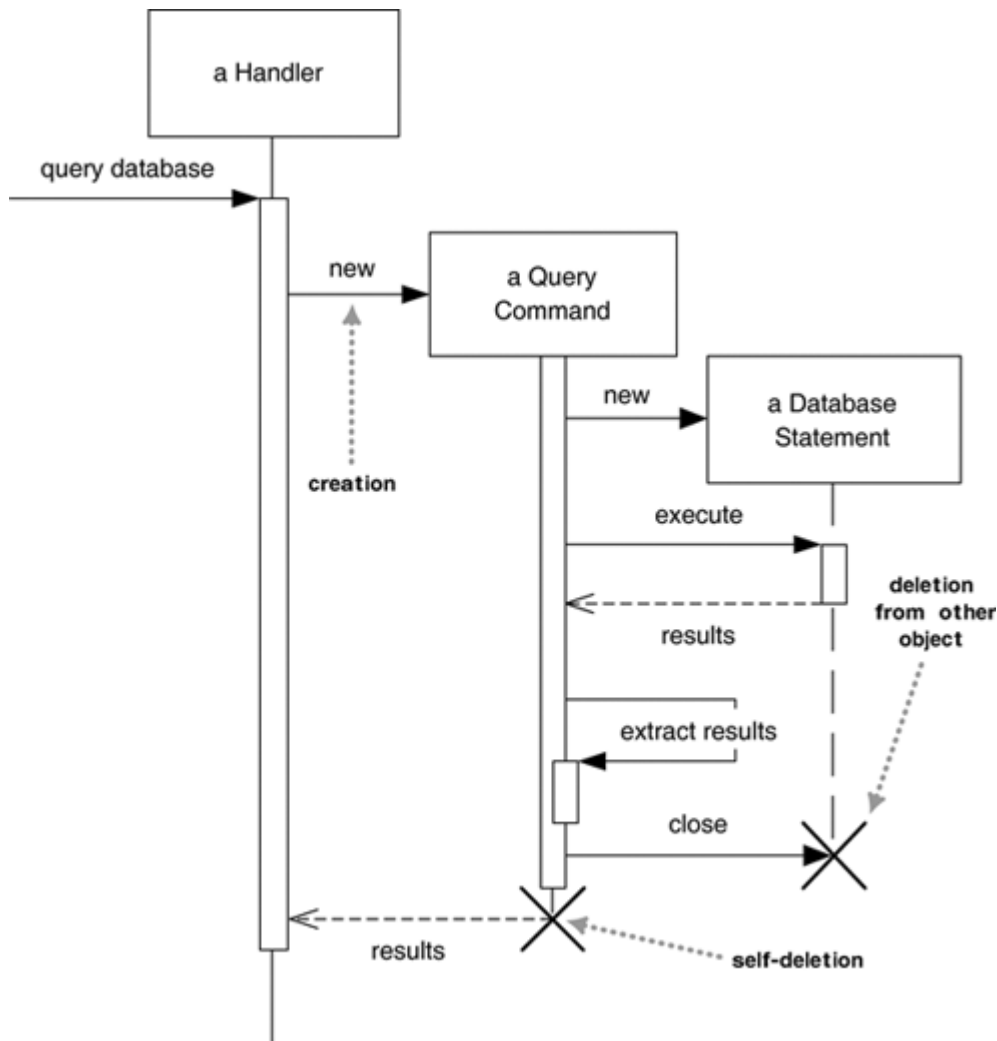 a Handler
query database
new
a Query
Command
new
a Database
Statement
creation
execute
deletion
from other
object
results
extract results
close
results
self-deletion